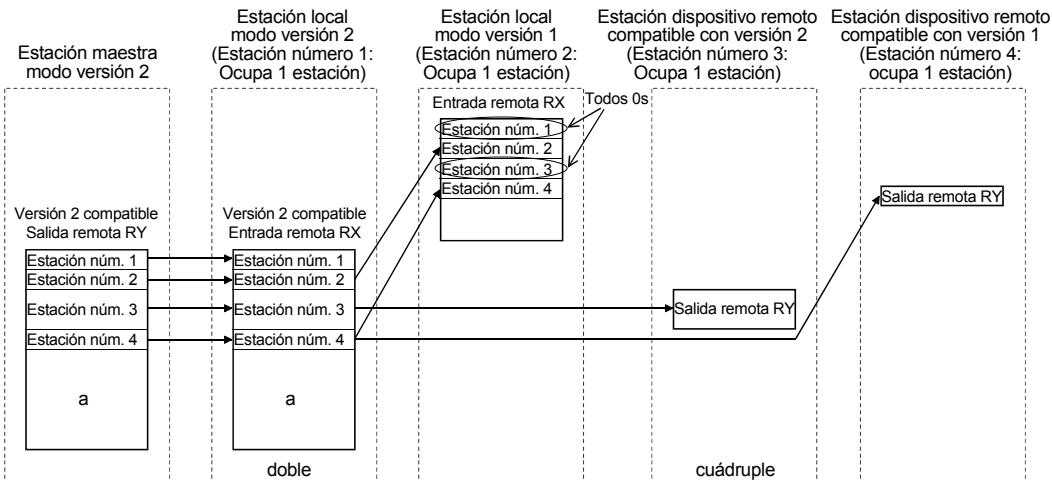 Estación maestra
modo versión 2
Estación local
modo versión 2
(Estación número 1:
Ocupa 1 estación)
Estación local
modo versión 1
(Estación número 2:
Ocupa 1 estación)
Estación dispositivo remoto
compatible con versión 2
(Estación número 3:
Ocupa 1 estación)
Estación dispositivo remoto
compatible con versión 1
(Estación número 4:
ocupa 1 estación)
Entrada remota RX
Todos 0s
Estación núm. 1
Estación núm. 2
Estación núm. 3
Estación núm. 4
Salida remota RY
Versión 2 compatible
Salida remota RY
Estación núm. 1
Estación núm. 2
Estación núm. 3
Estación núm. 4
a
Versión 2 compatible
Entrada remota RX
Estación núm. 1
Estación núm. 2
Estación núm. 3
Estación núm. 4
a
Salida remota RY
doble
cuádruple